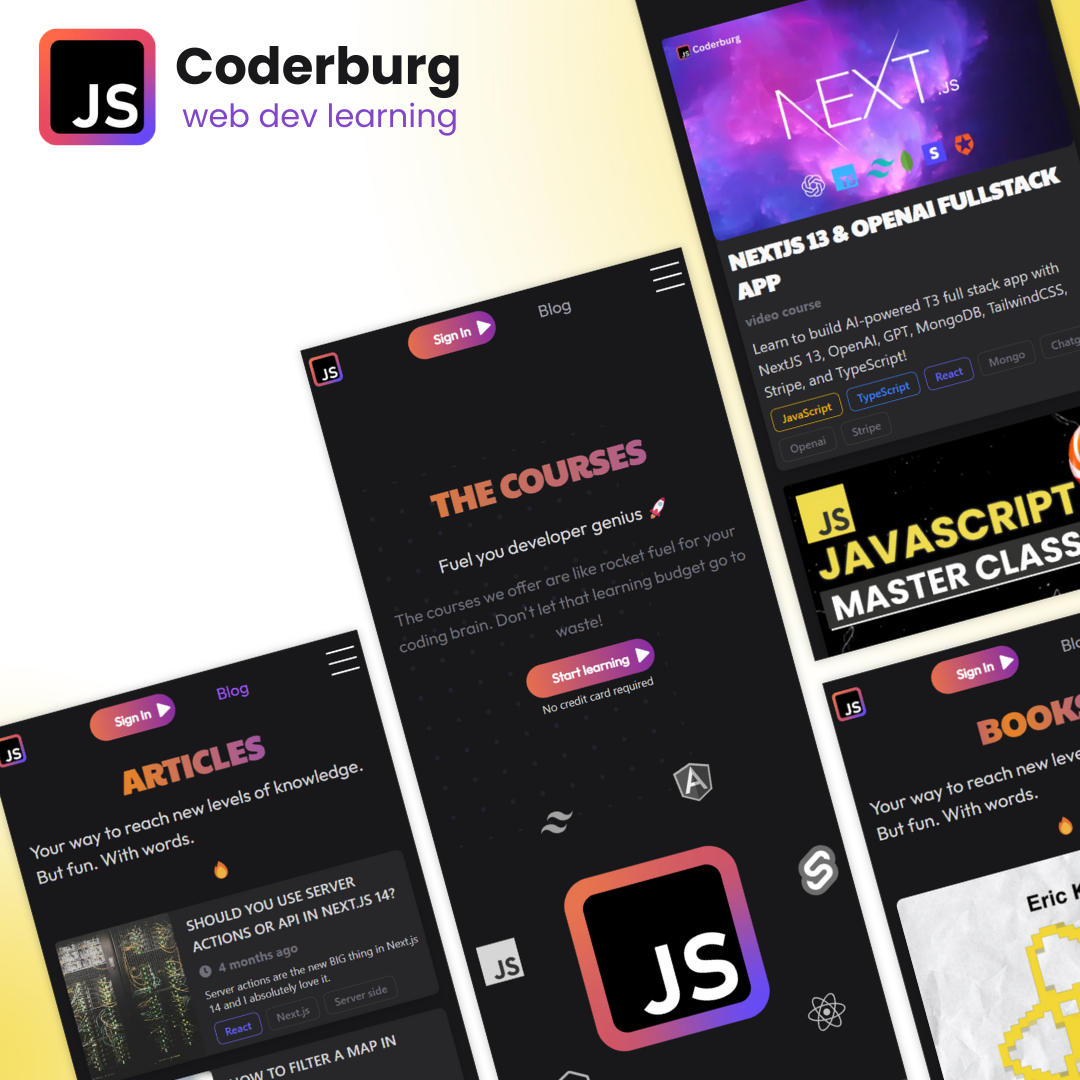 JS
Coderburg
web dev learning
JS
Coderburg
NEXT.JS
TS
S
NEXTJS 13 & OPENAI FULLSTACK
APP
video course
Learn to build AI-powered T3 full stack app with
NextJS 13, OpenAI, GPT, MongoDB, TailwindCSS,
Stripe, and TypeScript!
JavaScript
TypeScript
React
Mongo
Openai
Stripe
JS
JAVASCRIPT
MASTER CLASS
JS
Sign In
Blog
THE COURSES
Fuel you developer genius 🚀
The courses we offer are like rocket fuel for your
coding brain. Don't let that learning budget go to
waste!
Start learning
No credit card required
A
S
JS
JS
JS
Sign In
Blog
ARTICLES
Your way to reach new levels of knowledge.
But fun. With words.
🔥
SHOULD YOU USE SERVER
ACTIONS OR API IN NEXT.JS 14?
4 months ago
Server actions are the new BIG thing in Next.js
14 and I absolutely love it.
React
Next.js
Server side
HOW TO FILTER A MAP IN
JS
Sign In
BOOKS
Your way to reach new
But fun. With words.
🔥
Eric